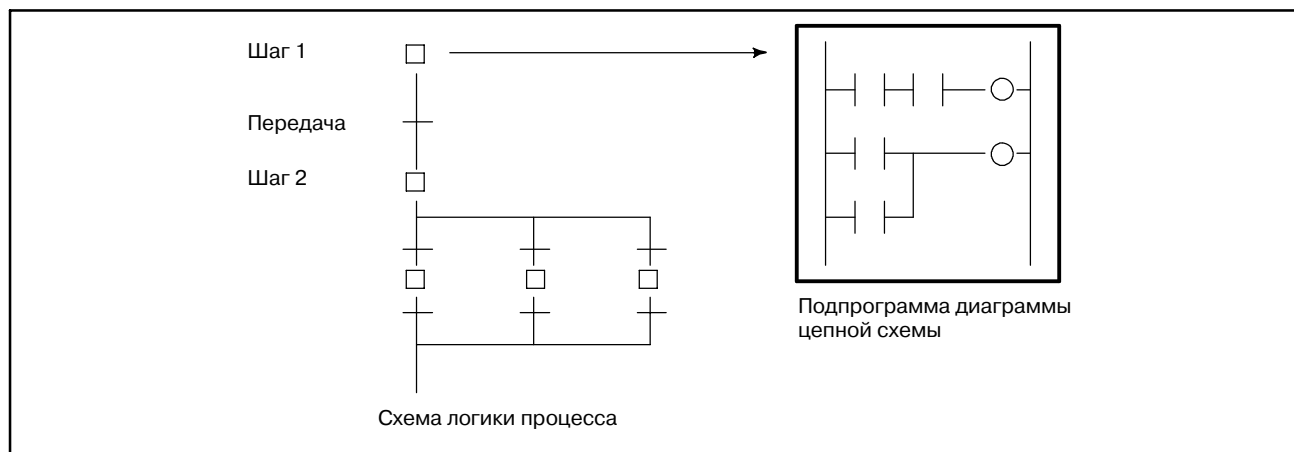 Шаг 1
Передача
Шаг 2
Подпрограмма диаграммы
цепной схемы
Схема логики процесса